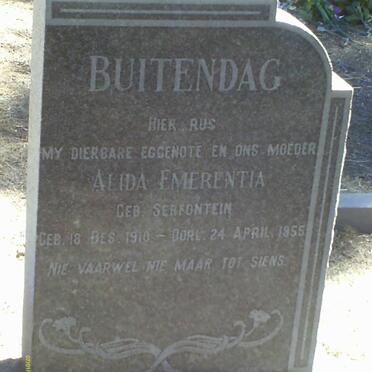 BUITENDAG
HIER RUS
MY DIERBARE EGGENOTE EN ONS MOEDER
ALIDA EMERENTIA
GEB. SERFONTEIN
GEB. 18 DES. 1910 – OORL. 24 APRIL 1955
NIE VAARWEL NIE MAAR TOT SIENS.